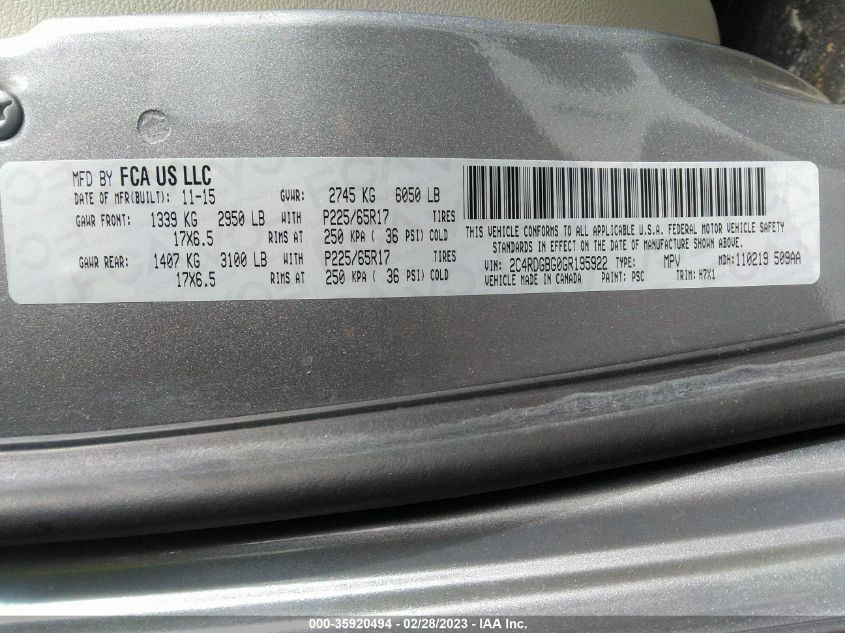 MFD BY FCA US LLC
DATE OF MFR(BUILT): 11-15 GVWR: 2745 KG 6050 LB
GAWR FRONT: 1339 KG 2950 LB WITH P225/65R17 TIRES
17X6.5 RIMS AT 250 KPA ( 36 PSI) COLD
GAWR REAR: 1407 KG 3100 LB WITH P225/65R17 TIRES
17X6.5 RIMS AT 250 KPA ( 36 PSI) COLD
THIS VEHICLE CONFORMS TO ALL APPLICABLE U.S.A. FEDERAL MOTOR VEHICLE SAFETY
STANDARDS IN EFFECT ON THE DATE OF MANUFACTURE SHOWN ABOVE.
VIN: 2C4RDGBG0GR195922 TYPE: MPV MDH: 110219 509AA
VEHICLE MADE IN CANADA PAINT: PSC TRIM: H7X1
000-35920494 - 02/28/2023 - IAA Inc.